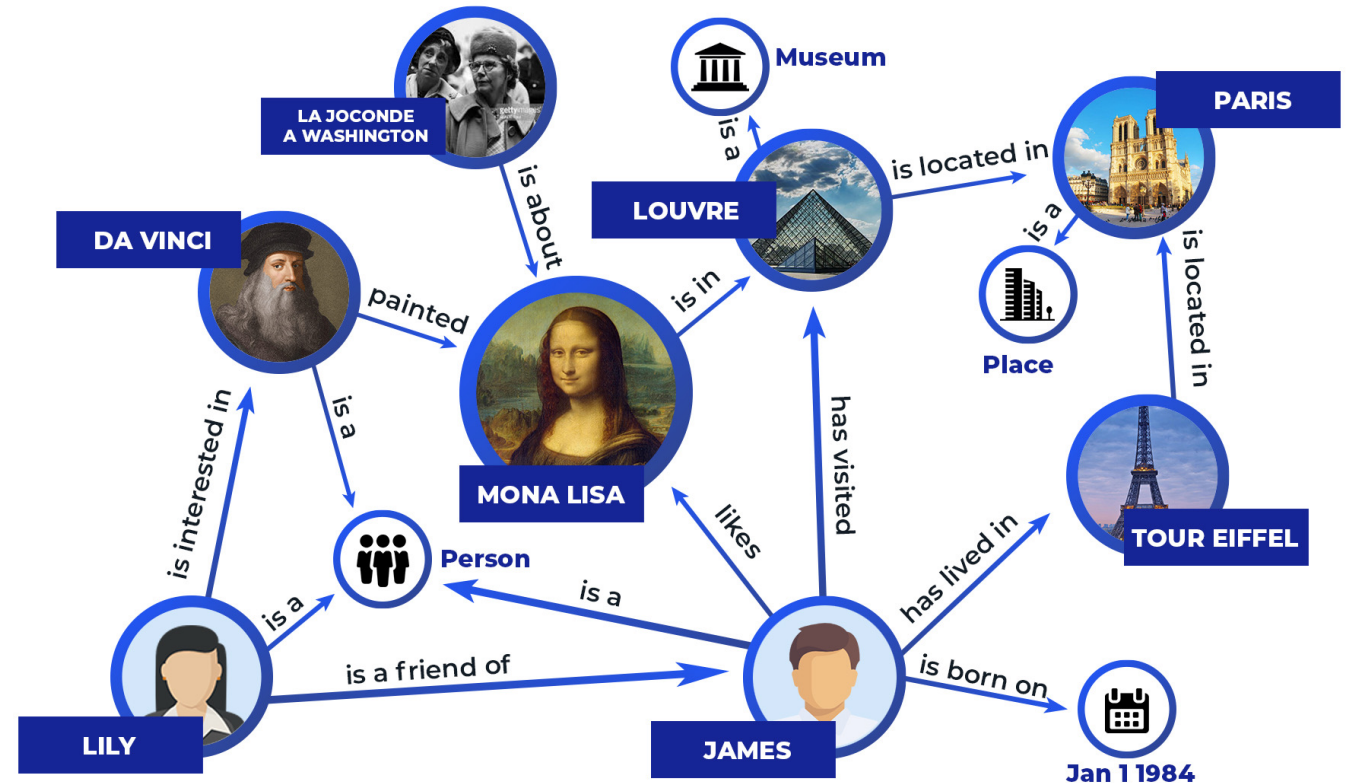 LA JOCONDE
A WASHINGTON
gettyimages
Museum
PARIS
is a
is located in
LOUVRE
is about
DA VINCI
is a
is located in
painted
is in
Place
is interested in
is a
MONA LISA
likes
has visited
has lived in
TOUR EIFFEL
Person
is a
is a
is a friend of
is born on
LILY
JAMES
Jan 1 1984